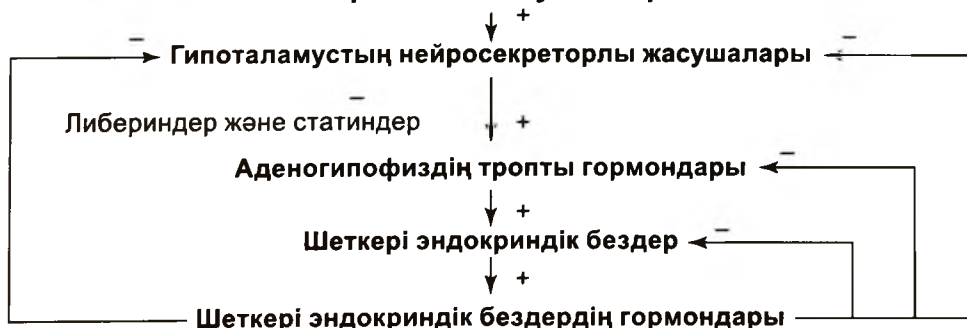 +
− Гипоталамустың нейросекреторлы жасушалары −
−
Либериндер және статиндер +
Аденогипофиздің тропты гормондары −
+
Шеткері эндокриндік бездер −
+
Шеткері эндокриндік бездердің гормондары